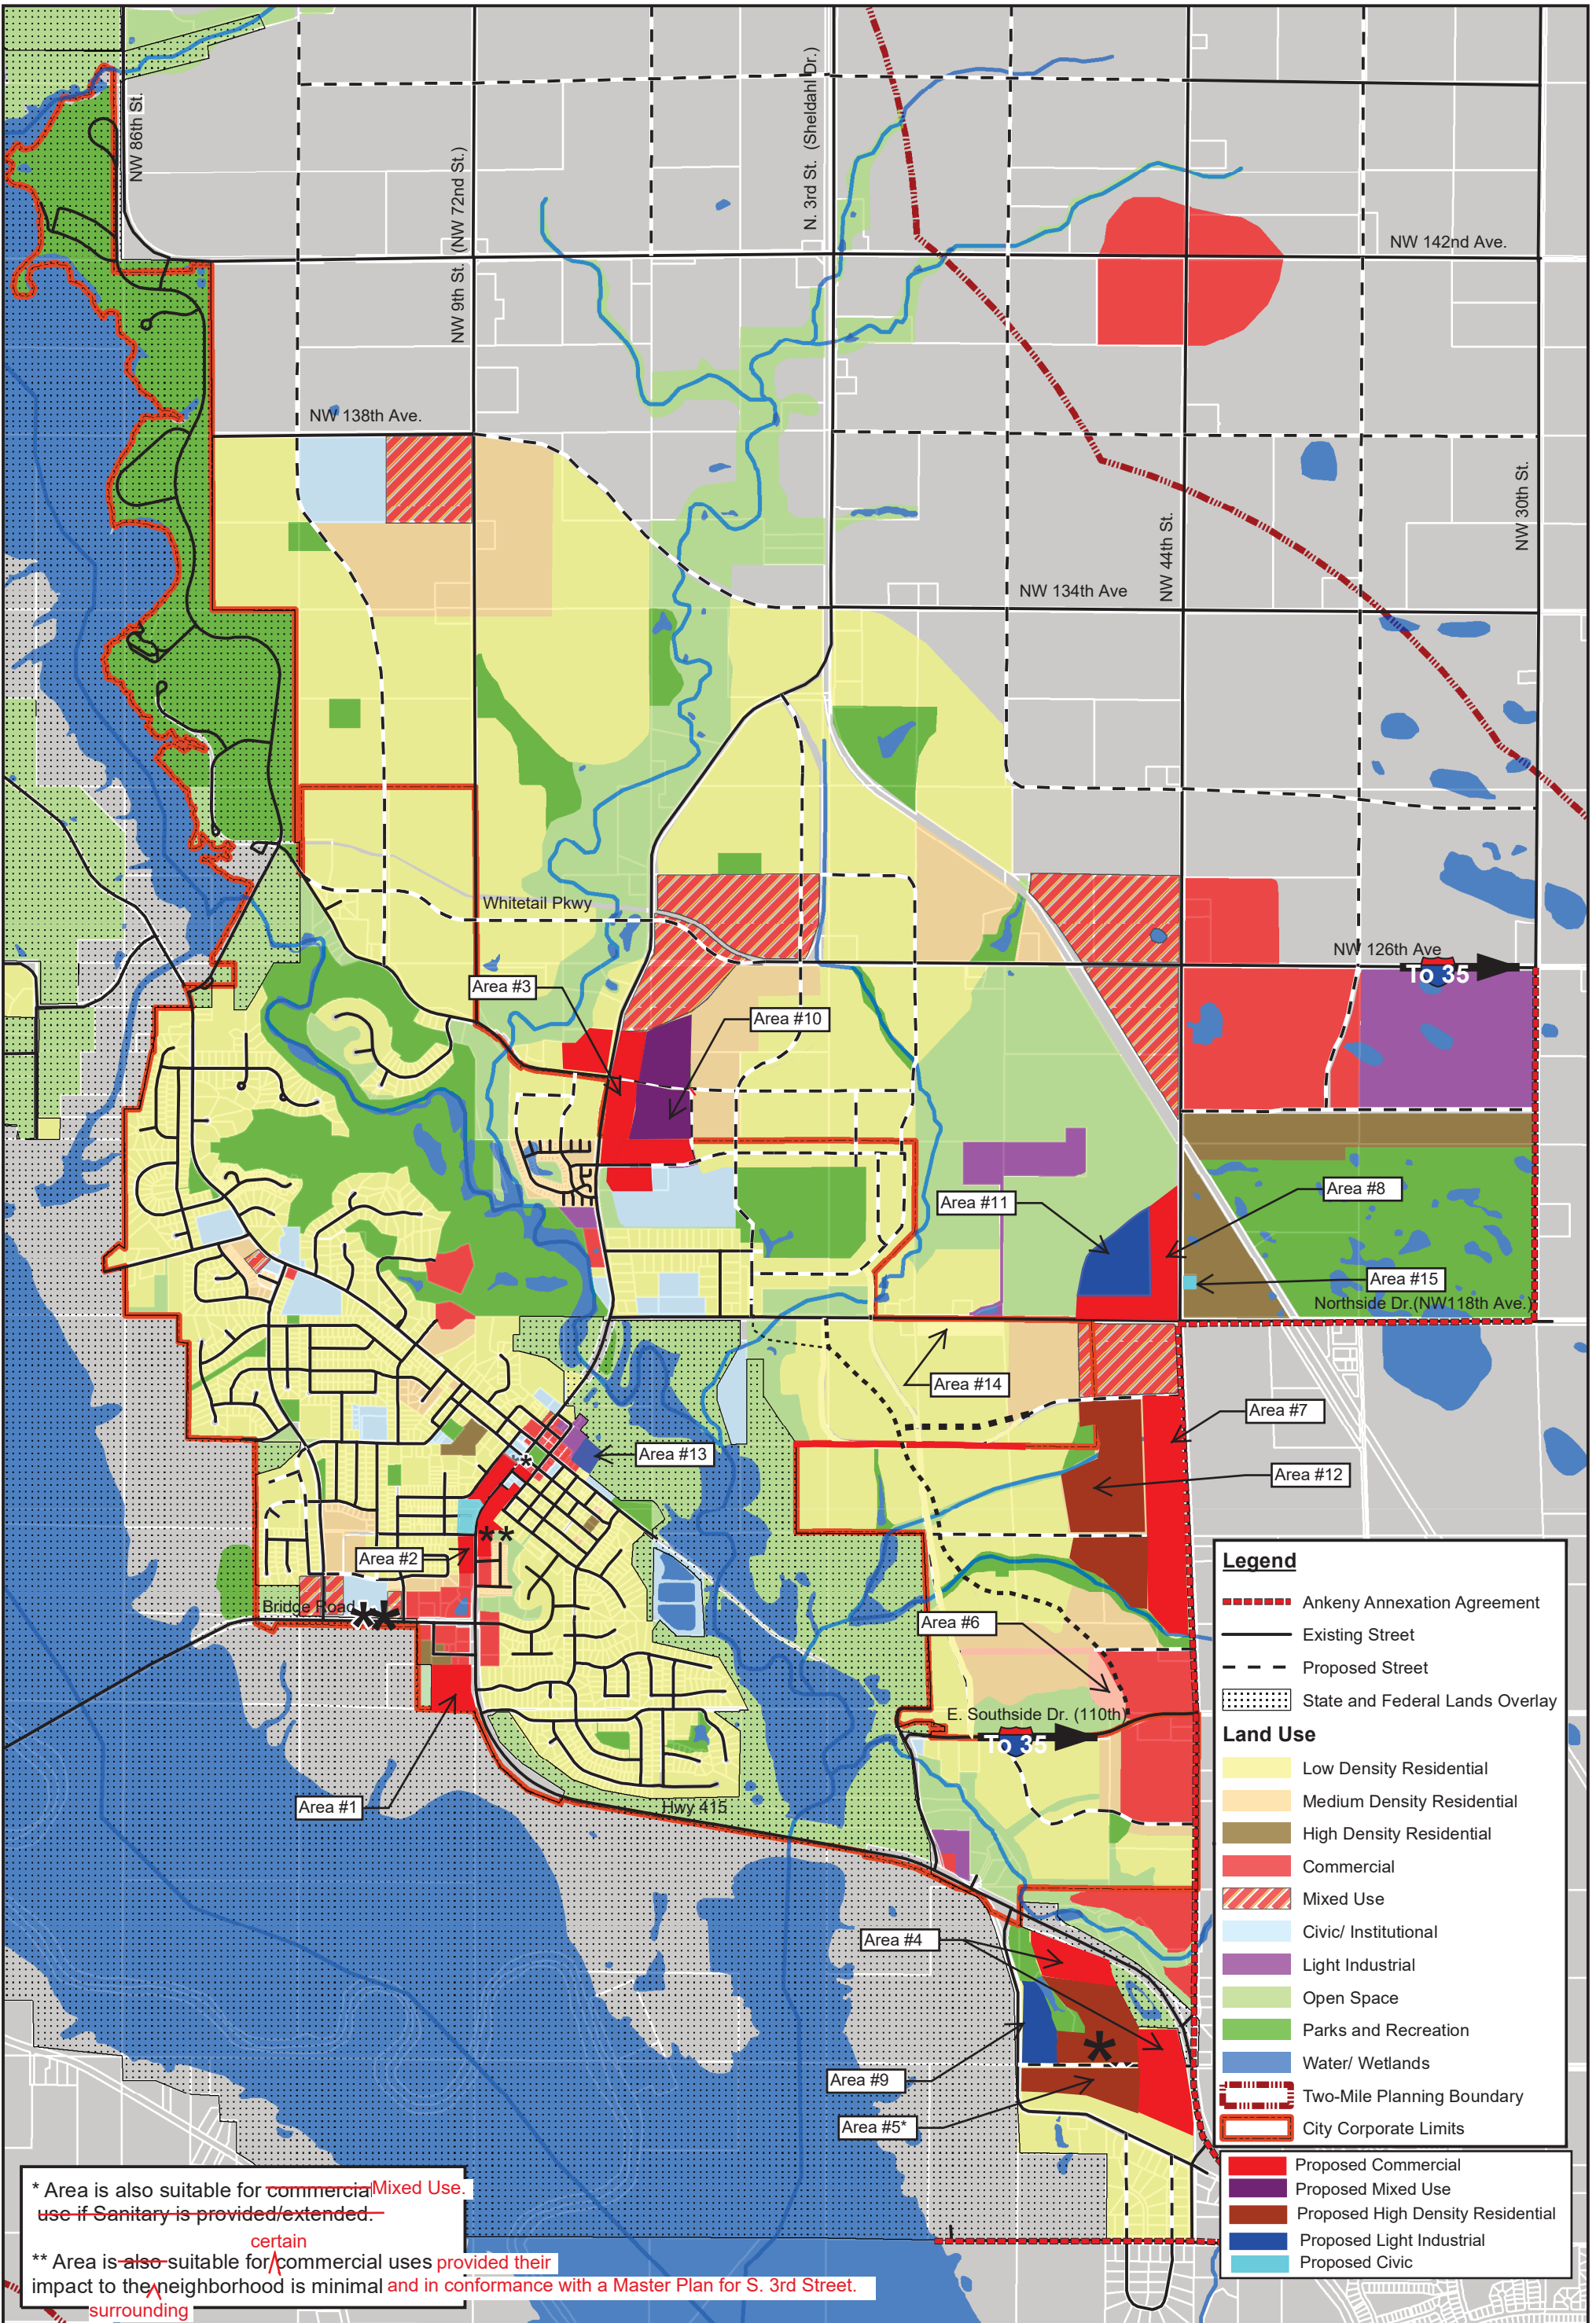 NW 86th St.
NW 9th St. (NW 72nd St.)
N. 3rd St. (Sheldahl Dr.)
NW 142nd Ave.
NW 138th Ave.
NW 44th St.
NW 30th St.
NW 134th Ave
Whitetail Pkwy
NW 126th Ave
To 35
Area #3
Area #10
Area #11
Area #8
Area #15
Northside Dr.(NW118th Ave.)
Area #14
Area #7
Area #13
Area #12
**
**
Area #2
Bridge Road
**
Area #6
E. Southside Dr. (110th)
To 35
Area #1
Hwy 415
Area #4
*
Area #9
Area #5*
Legend
Ankeny Annexation Agreement
Existing Street
Proposed Street
State and Federal Lands Overlay
Land Use
Low Density Residential
Medium Density Residential
High Density Residential
Commercial
Mixed Use
Civic/ Institutional
Light Industrial
Open Space
Parks and Recreation
Water/ Wetlands
Two-Mile Planning Boundary
City Corporate Limits
Proposed Commercial
Proposed Mixed Use
Proposed High Density Residential
Proposed Light Industrial
Proposed Civic
* Area is also suitable for commercial Mixed Use.
use if Sanitary is provided/extended.
certain
** Area is also suitable for commercial uses provided their
impact to the neighborhood is minimal and in conformance with a Master Plan for S. 3rd Street.
surrounding